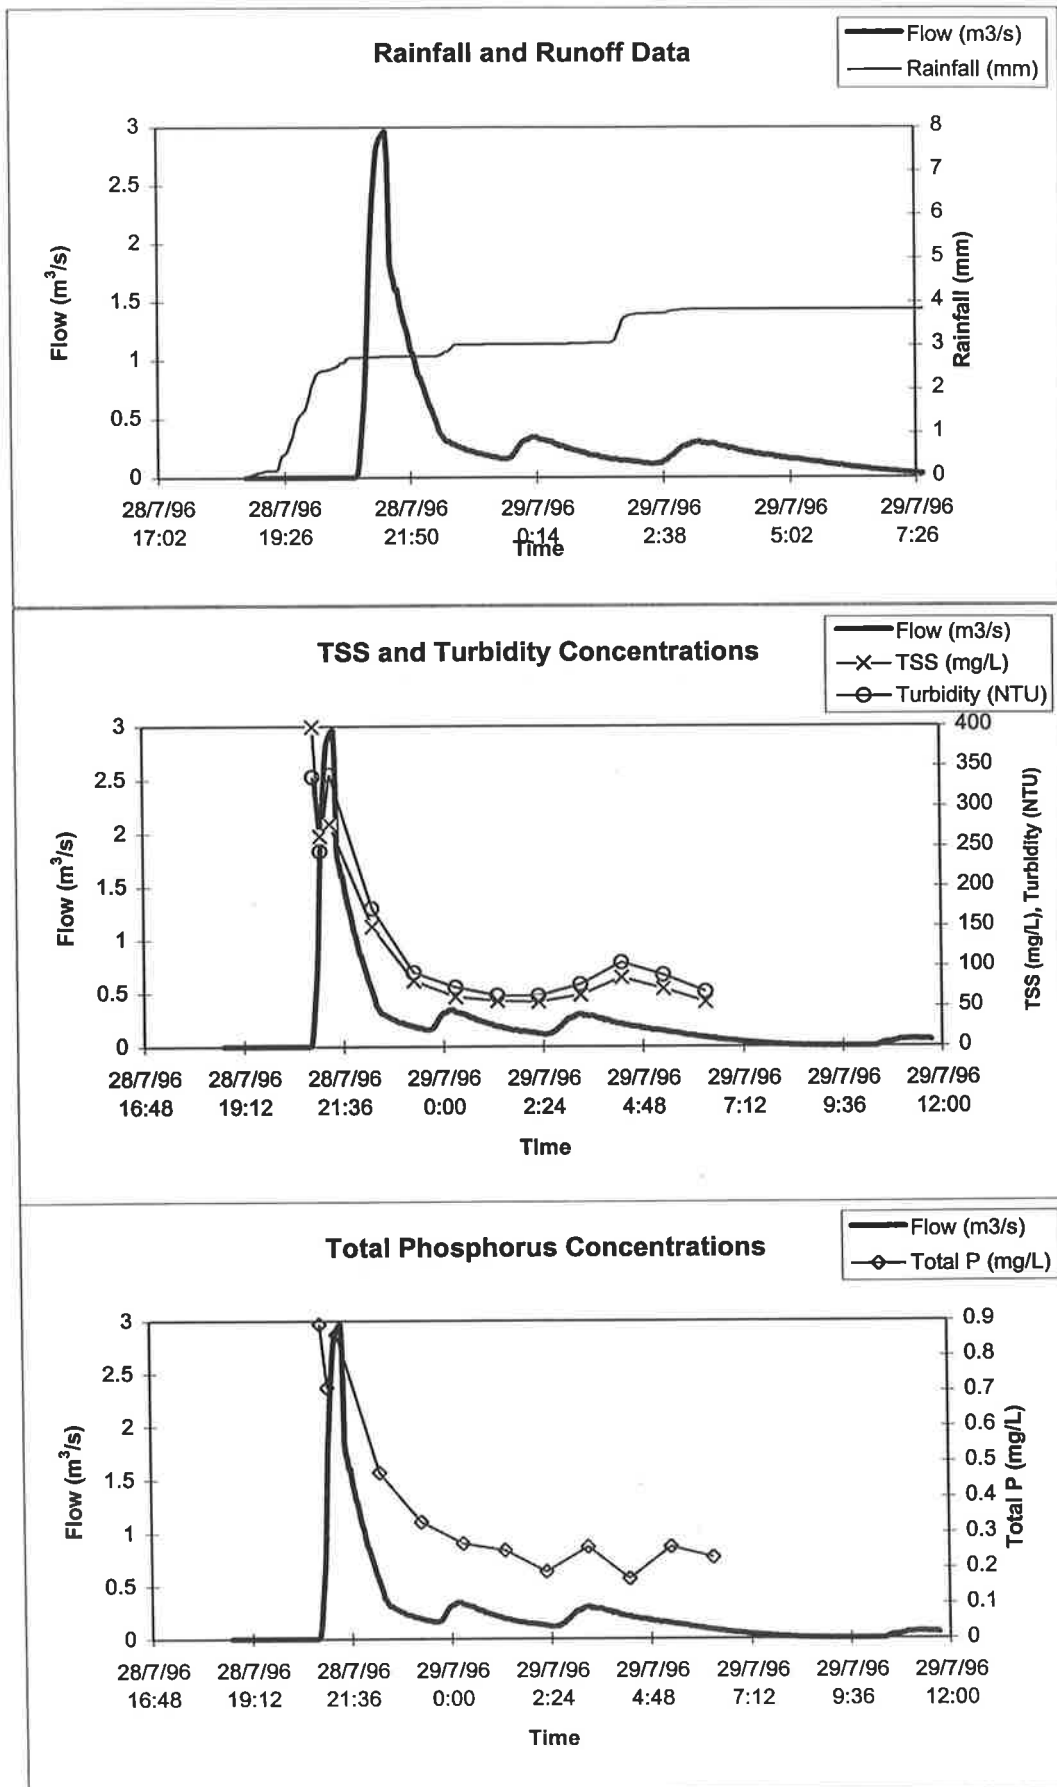 Rainfall and Runoff Data
Flow (m3/s)
Rainfall (mm)
3
2.5
2
1.5
1
0.5
0
Flow (m³/s)
8
7
6
5
4
3
2
1
0
Rainfall (mm)
28/7/96 28/7/96 28/7/96 29/7/96 29/7/96 29/7/96 29/7/96
17:02 19:26 21:50 0:14 2:38 5:02 7:26
Time
TSS and Turbidity Concentrations
Flow (m3/s)
TSS (mg/L)
Turbidity (NTU)
3
2.5
2
1.5
1
0.5
0
Flow (m³/s)
400
350
300
250
200
150
100
50
0
TSS (mg/L), Turbidity (NTU)
28/7/96 28/7/96 28/7/96 29/7/96 29/7/96 29/7/96 29/7/96 29/7/96 29/7/96
16:48 19:12 21:36 0:00 2:24 4:48 7:12 9:36 12:00
Time
Total Phosphorus Concentrations
Flow (m3/s)
Total P (mg/L)
3
2.5
2
1.5
1
0.5
0
Flow (m³/s)
0.9
0.8
0.7
0.6
0.5
0.4
0.3
0.2
0.1
0
Total P (mg/L)
28/7/96 28/7/96 28/7/96 29/7/96 29/7/96 29/7/96 29/7/96 29/7/96 29/7/96
16:48 19:12 21:36 0:00 2:24 4:48 7:12 9:36 12:00
Time